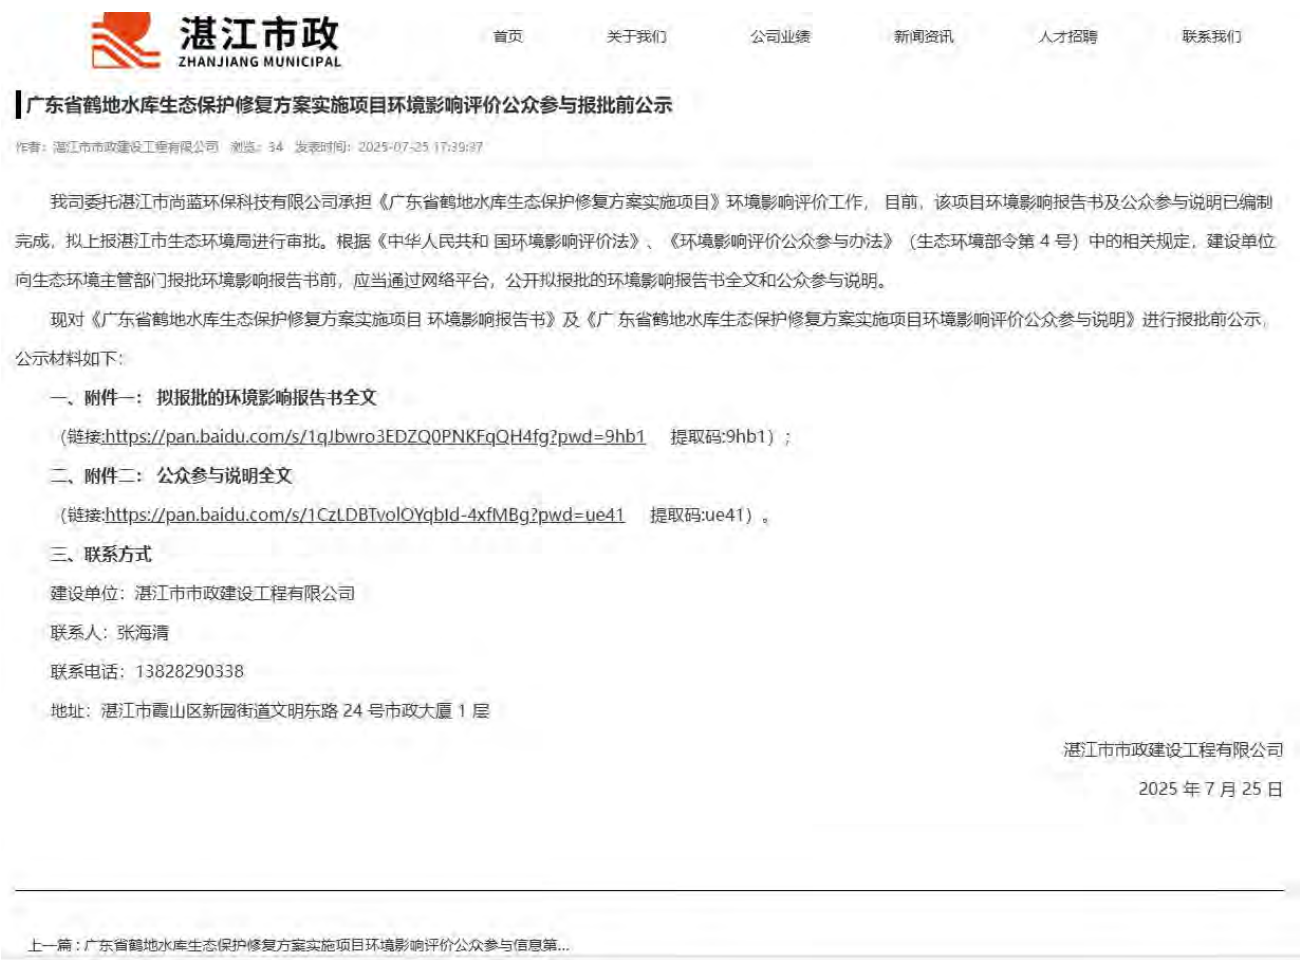 湛江市政
ZHANJIANG MUNICIPAL
首页 关于我们 公司业绩 新闻资讯 人才招聘 联系我们
广东省鹤地水库生态保护修复方案实施项目环境影响评价公众参与报批前公示
作者：湛江市市政建设工程有限公司 浏览：34 发表时间：2025-07-25 17:39:37
我司委托湛江市尚蓝环保科技有限公司承担《广东省鹤地水库生态保护修复方案实施项目》环境影响评价工作， 目前，该项目环境影响报告书及公众参与说明已编制
完成，拟上报湛江市生态环境局进行审批。根据《中华人民共和 国环境影响评价法》、《环境影响评价公众参与办法》（生态环境部令第 4 号）中的相关规定，建设单位
向生态环境主管部门报批环境影响报告书前，应当通过网络平台，公开拟报批的环境影响报告书全文和公众参与说明。
现对《广东省鹤地水库生态保护修复方案实施项目 环境影响报告书》及《广 东省鹤地水库生态保护修复方案实施项目环境影响评价公众参与说明》进行报批前公示，
公示材料如下：
一、附件一： 拟报批的环境影响报告书全文
（链接:https://pan.baidu.com/s/1qJbwro3EDZQ0PNKFqQH4fg?pwd=9hb1 提取码:9hb1）；
二、附件二： 公众参与说明全文
（链接:https://pan.baidu.com/s/1CzLDBTvolOYqbId-4xfMBg?pwd=ue41 提取码:ue41）。
三、联系方式
建设单位：湛江市市政建设工程有限公司
联系人：张海清
联系电话：13828290338
地址：湛江市霞山区新园街道文明东路 24 号市政大厦 1 层
湛江市市政建设工程有限公司
2025 年 7 月 25 日
上一篇 : 广东省鹤地水库生态保护修复方案实施项目环境影响评价公众参与信息第...